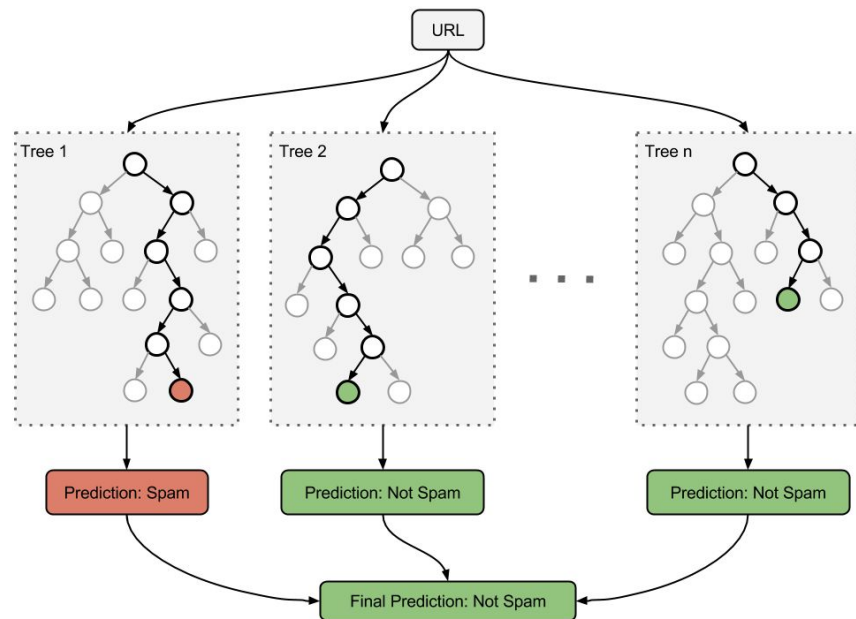 URL
Tree 1
Tree 2
Tree n
Prediction: Spam
Prediction: Not Spam
Prediction: Not Spam
Final Prediction: Not Spam